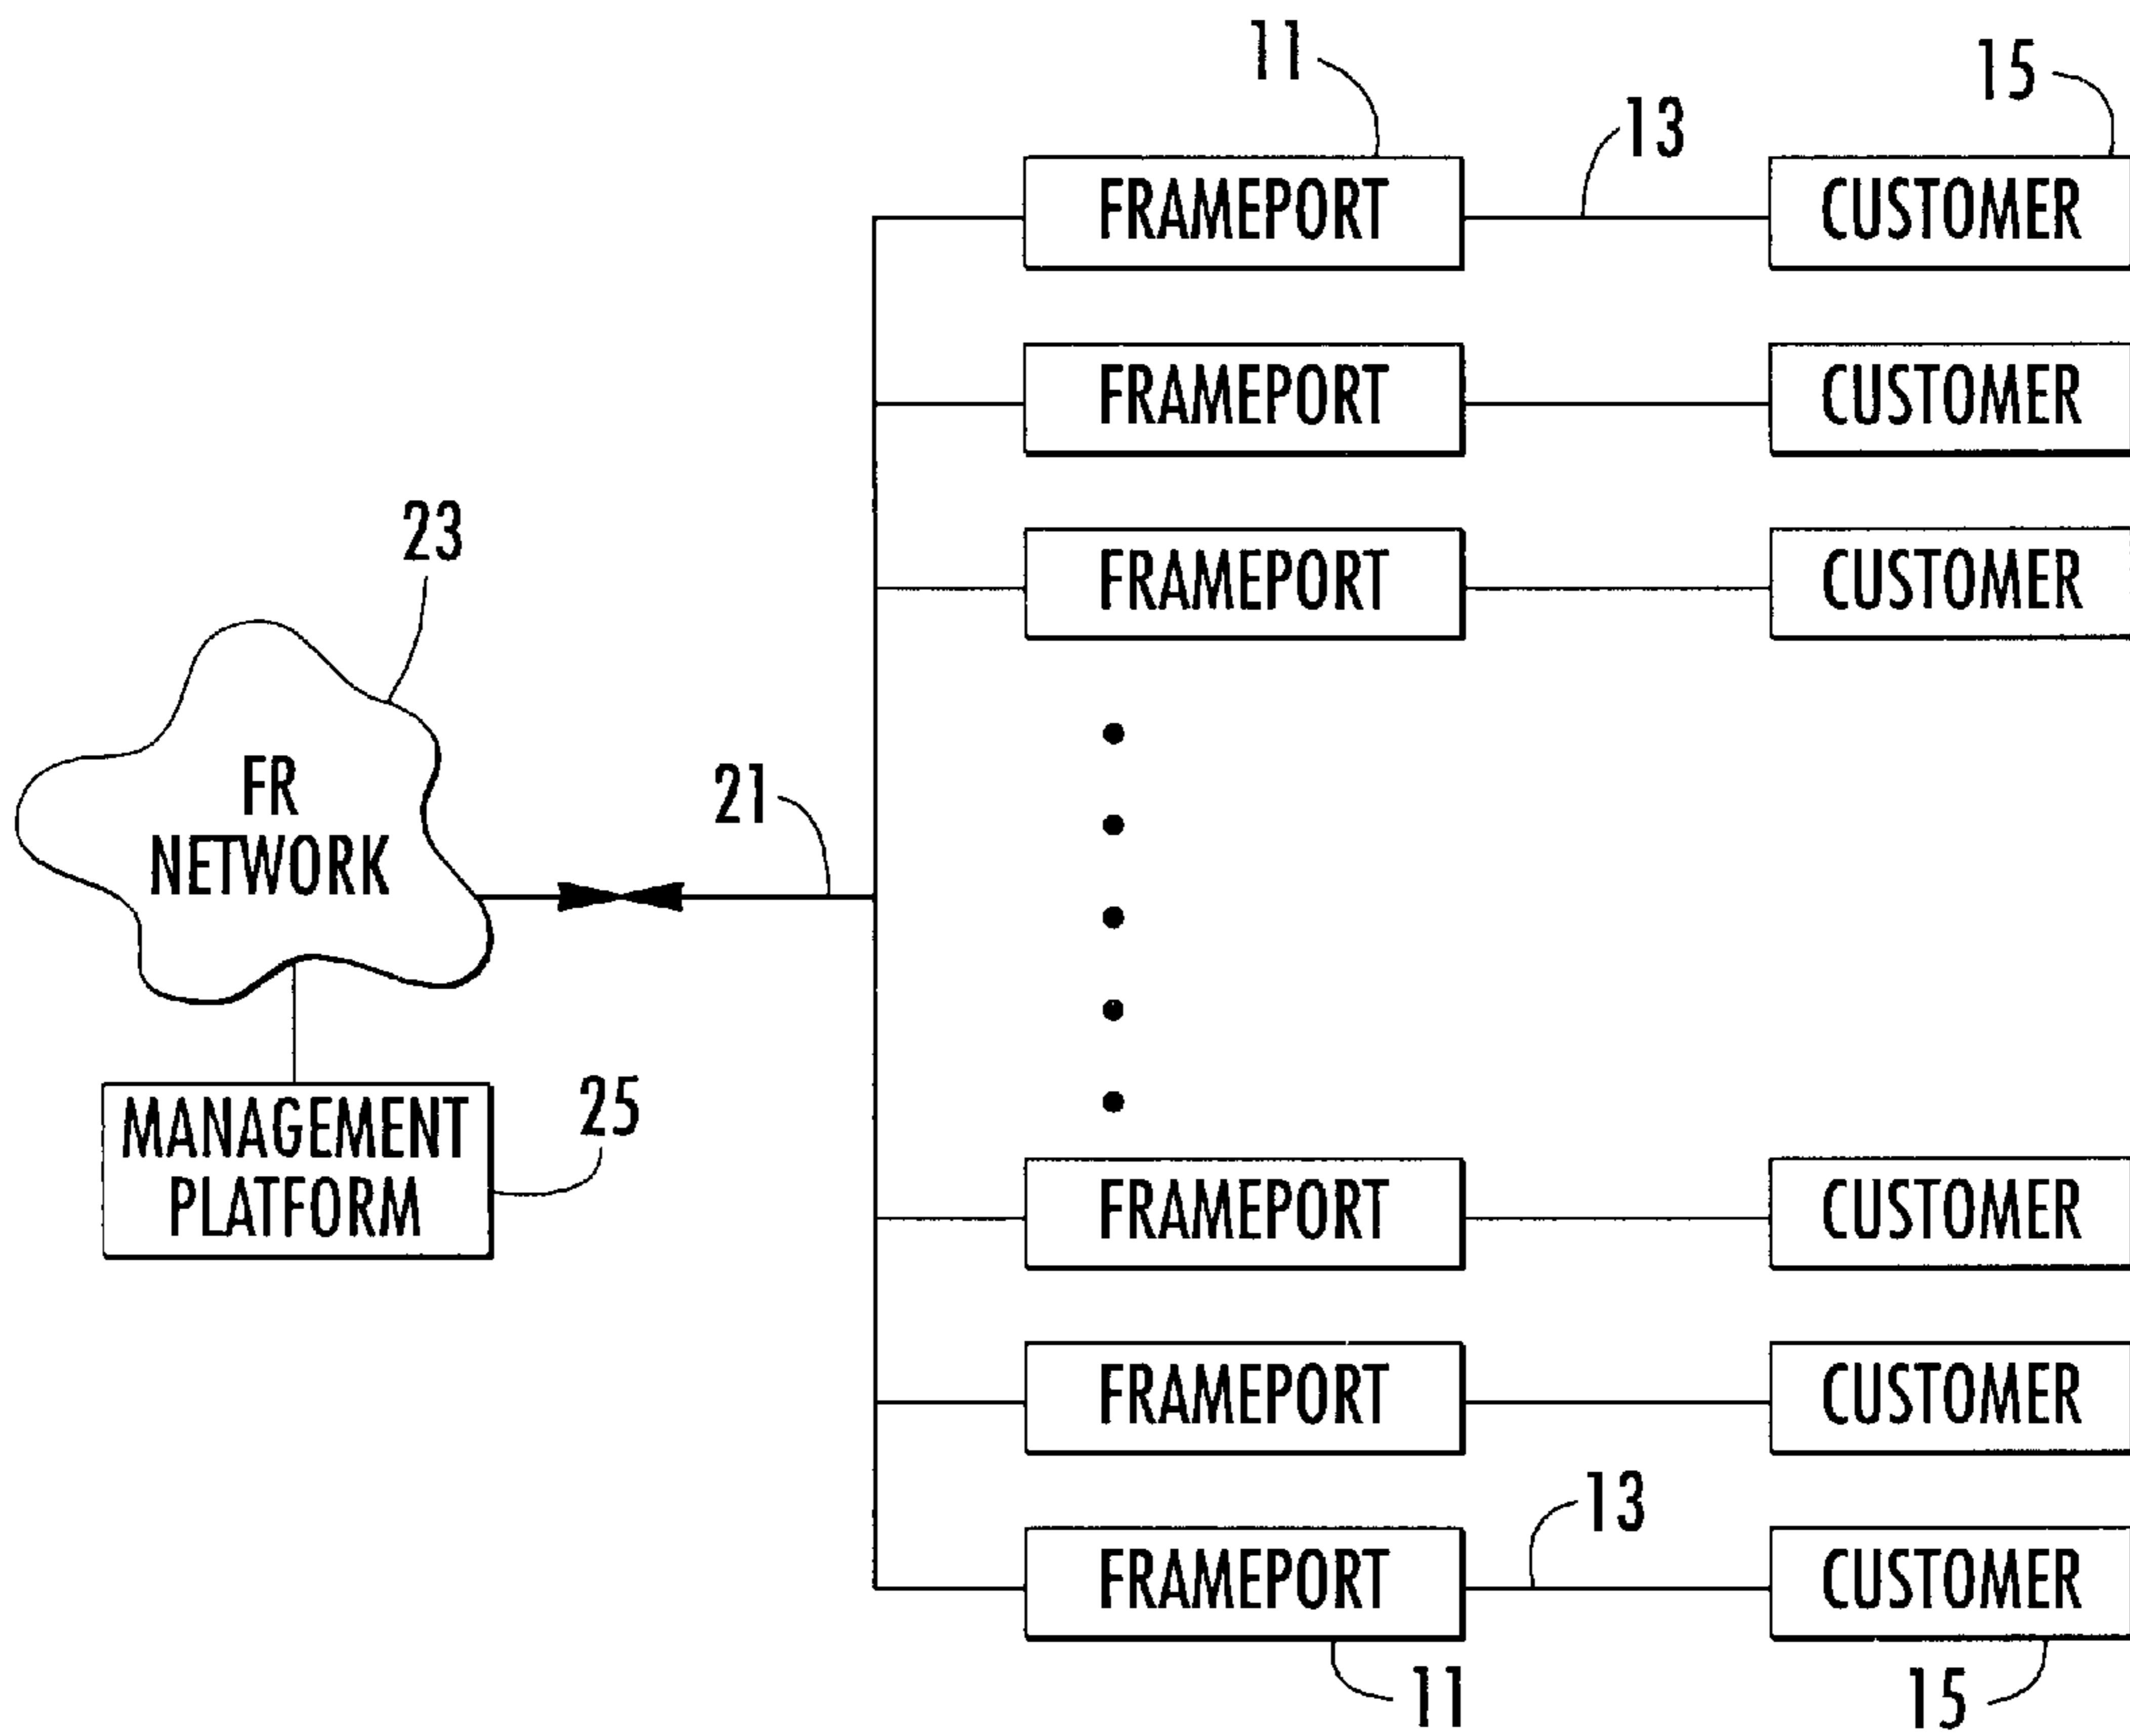 11
15
13
FRAMEPORT
CUSTOMER
FRAMEPORT
CUSTOMER
FRAMEPORT
CUSTOMER
23
FR
NETWORK
21
MANAGEMENT
PLATFORM
25
FRAMEPORT
CUSTOMER
FRAMEPORT
CUSTOMER
13
FRAMEPORT
CUSTOMER
11
15